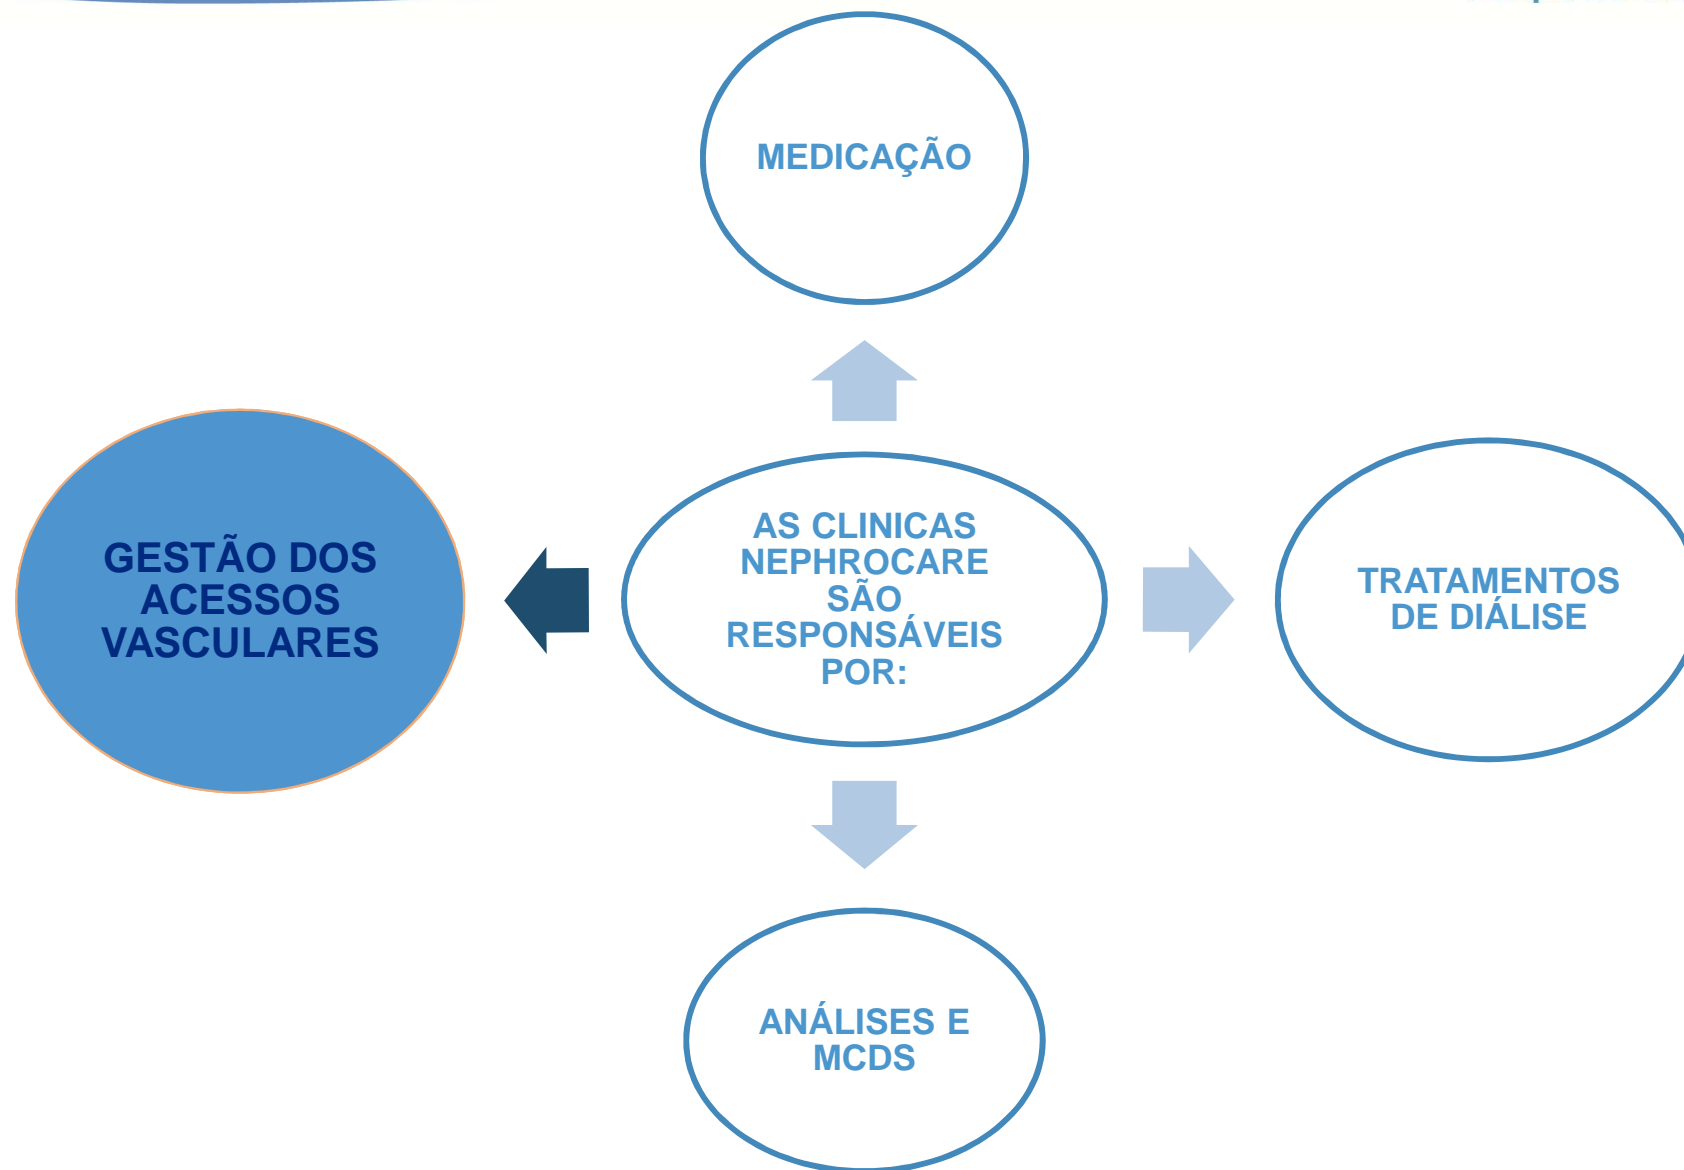 MEDICAÇÃO
GESTÃO DOS
ACESSOS
VASCULARES
AS CLINICAS
NEPHROCARE
SÃO
RESPONSÁVEIS
POR:
TRATAMENTOS
DE DIÁLISE
ANÁLISES E
MCDS